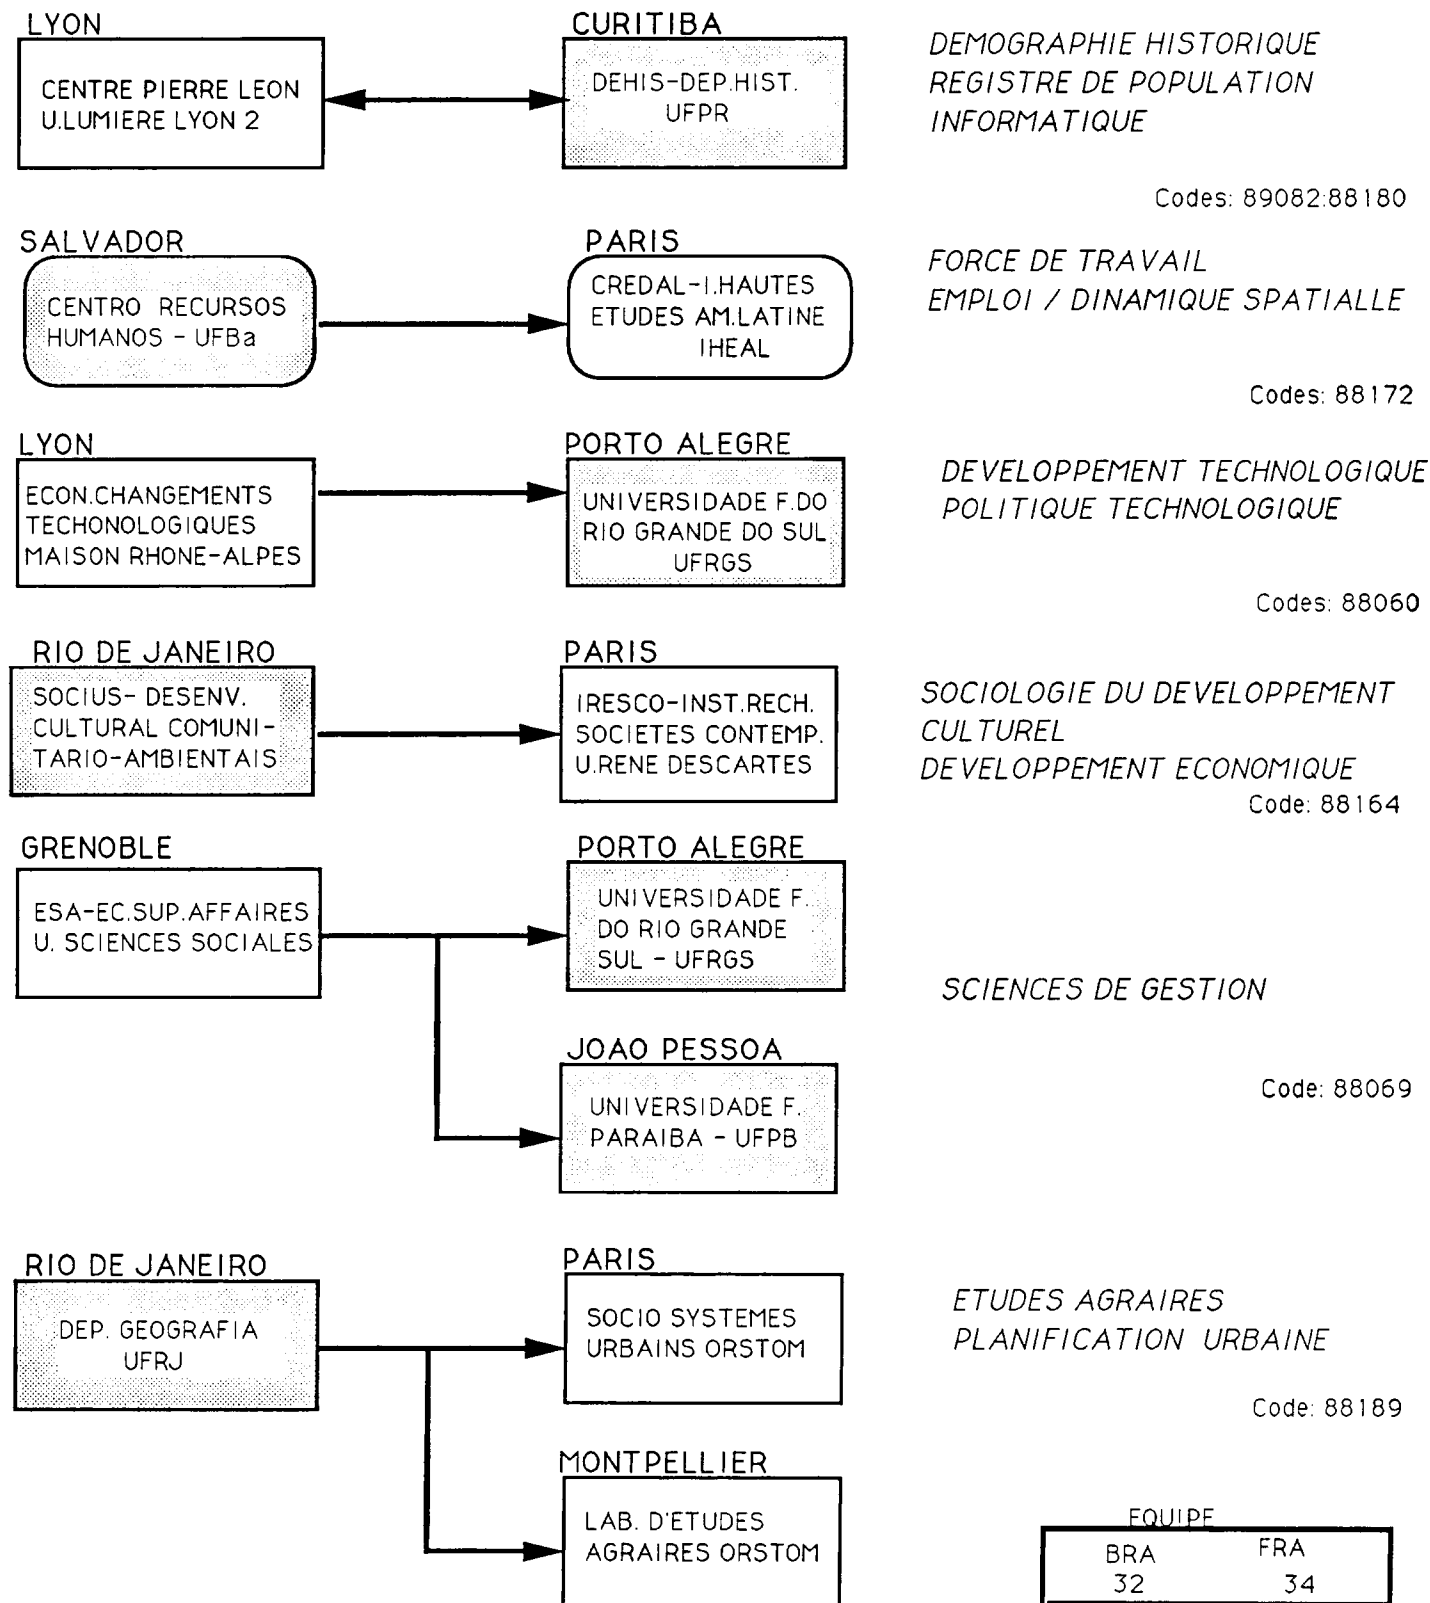 LYON
CENTRE PIERRE LEON
U.LUMIERE LYON 2
CURITIBA
DEHIS-DEP.HIST.
UFPR
DEMOGRAPHIE HISTORIQUE
REGISTRE DE POPULATION
INFORMATIQUE
Codes: 89082:88180
SALVADOR
CENTRO RECURSOS
HUMANOS - UFBa
PARIS
CREDAL-I.HAUTES
ETUDES AM.LATINE
IHEAL
FORCE DE TRAVAIL
EMPLOI / DINAMIQUE SPATIALLE
Codes: 88172
LYON
ECON.CHANGEMENTS
TECHONOLOGIQUES
MAISON RHONE-ALPES
PORTO ALEGRE
UNIVERSIDADE F.DO
RIO GRANDE DO SUL
UFRGS
DEVELOPPEMENT TECHNOLOGIQUE
POLITIQUE TECHNOLOGIQUE
Codes: 88060
RIO DE JANEIRO
SOCIUS- DESENV.
CULTURAL COMUNI-
TARIO-AMBIENTAIS
PARIS
IRESCO-INST.RECH.
SOCIETES CONTEMP.
U.RENE DESCARTES
SOCIOLOGIE DU DEVELOPPEMENT
CULTUREL
DEVELOPPEMENT ECONOMIQUE
Code: 88164
GRENOBLE
ESA-EC.SUP.AFFAIRES
U. SCIENCES SOCIALES
PORTO ALEGRE
UNIVERSIDADE F.
DO RIO GRANDE
SUL - UFRGS
SCIENCES DE GESTION
JOAO PESSOA
UNIVERSIDADE F.
PARAIBA - UFPB
Code: 88069
RIO DE JANEIRO
DEP. GEOGRAFIA
UFRJ
PARIS
SOCIO SYSTEMES
URBAINS ORSTOM
ETUDES AGRAIRES
PLANIFICATION URBAINE
Code: 88189
MONTPELLIER
LAB. D'ETUDES
AGRAIRES ORSTOM
EQUIPE
BRA FRA
32 34